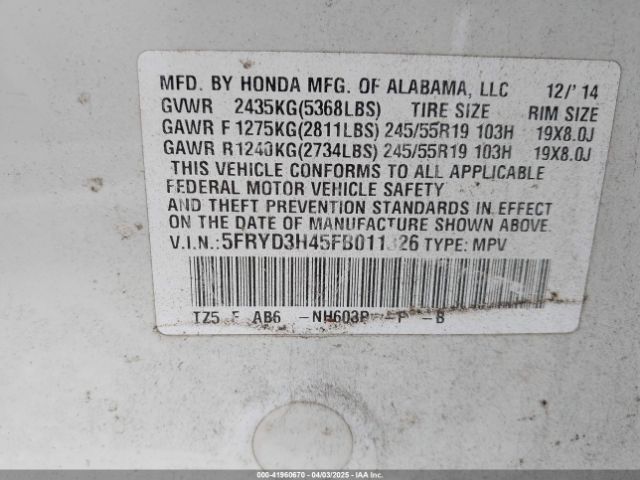 MFD. BY HONDA MFG. OF ALABAMA, LLC 12/'14
GVWR 2435KG(5368LBS) TIRE SIZE RIM SIZE
GAWR F 1275KG(2811LBS) 245/55R19 103H 19X8.0J
GAWR R 1240KG(2734LBS) 245/55R19 103H 19X8.0J
THIS VEHICLE CONFORMS TO ALL APPLICABLE
FEDERAL MOTOR VEHICLE SAFETY
AND THEFT PREVENTION STANDARDS IN EFFECT
ON THE DATE OF MANUFACTURE SHOWN ABOVE.
V.I.N.: TYPE: MPV
TZ5 AB6 -B
000-41960670 - 04/03/2025 - IAAI.COM